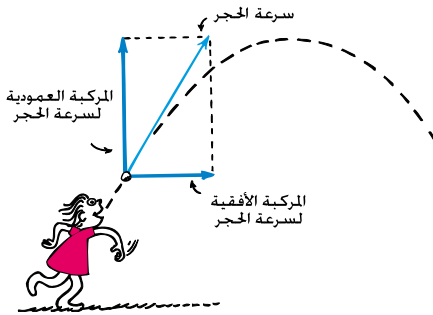 سرعة الحجر
المركبة العمودية
لسرعة الحجر
المركبة الأفقية
لسرعة الحجر